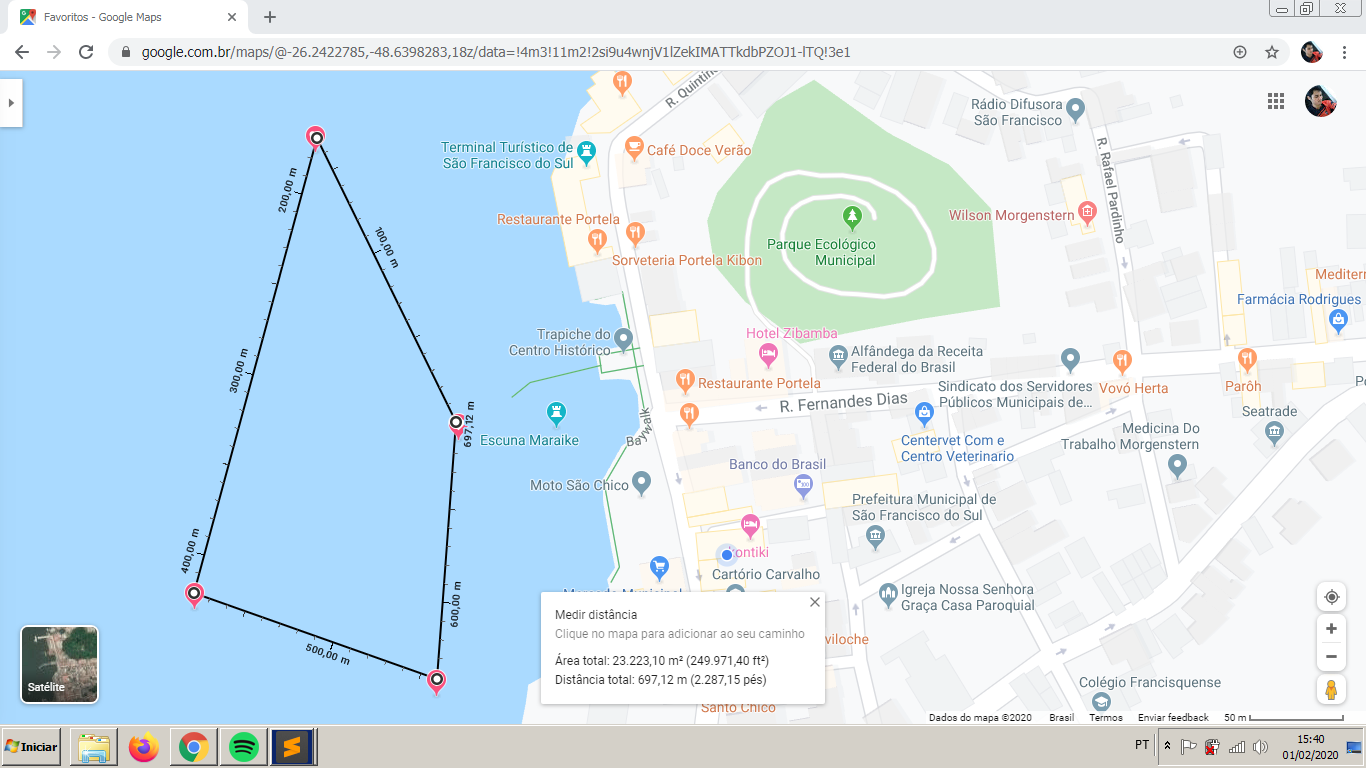 Favoritos - Google Maps
google.com.br/maps/@-26.2422785,-48.6398283,18z/data=!4m3!11m2!2si9u4wnjV1lZekIMATTkdbPZOJ1-lTQ!3e1
R. Quintino
Rádio Difusora
São Francisco
Terminal Turístico de
São Francisco do Sul
Café Doce Verão
R. Rafael Pardinho
200,00 m
100,00 m
Restaurante Portela
Wilson Morgenstern
Sorveteria Portela Kibon
Parque Ecológico
Municipal
Farmácia Rodrigues
Trapiche do
Centro Histórico
Hotel Zibamba
Alfândega da Receita
Federal do Brasil
300,00 m
Restaurante Portela
Sindicato dos Servidores
Públicos Municipais de...
Vovó Herta
Parôh
R. Fernandes Dias
697,12 m
Escuna Maraike
Baywalk
Seatrade
Centervet Com e
Centro Veterinario
Medicina Do
Trabalho Morgenstern
Banco do Brasil
Moto São Chico
Prefeitura Municipal de
São Francisco do Sul
400,00 m
Cartório Carvalho
600,00 m
Igreja Nossa Senhora
Graça Casa Paroquial
500,00 m
Medir distância
Clique no mapa para adicionar ao seu caminho
Área total: 23.223,10 m² (249.971,40 ft²)
Distância total: 697,12 m (2.287,15 pés)
Satélite
Colégio Francisquense
Santo Chico
Dados do mapa ©2020 Brasil Termos Enviar feedback 50 m
Iniciar
PT
15:40
01/02/2020